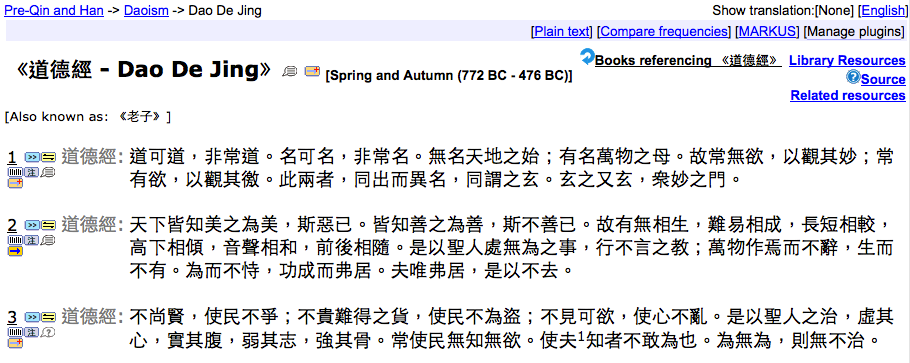 Pre-Qin and Han -> Daoism -> Dao De Jing
Show translation:[None] [English]
[Plain text] [Compare frequencies] [MARKUS] [Manage plugins]
《道德經 - Dao De Jing》 [Spring and Autumn (772 BC - 476 BC)]
Books referencing 《道德經》 Library Resources
Source
Related resources
[Also known as: 《老子》]
1 道德經: 道可道，非常道。名可名，非常名。無名天地之始；有名萬物之母。故常無欲，以觀其妙；常
有欲，以觀其徼。此兩者，同出而異名，同謂之玄。玄之又玄，衆妙之門。
2 道德經: 天下皆知美之為美，斯惡已。皆知善之為善，斯不善已。故有無相生，難易相成，長短相較，
高下相傾，音聲相和，前後相隨。是以聖人處無為之事，行不言之教；萬物作焉而不辭，生而
不有。為而不恃，功成而弗居。夫唯弗居，是以不去。
3 道德經: 不尚賢，使民不爭；不貴難得之貨，使民不為盜；不見可欲，使心不亂。是以聖人之治，虛其
心，實其腹，弱其志，強其骨。常使民無知無欲。使夫1知者不敢為也。為無為，則無不治。